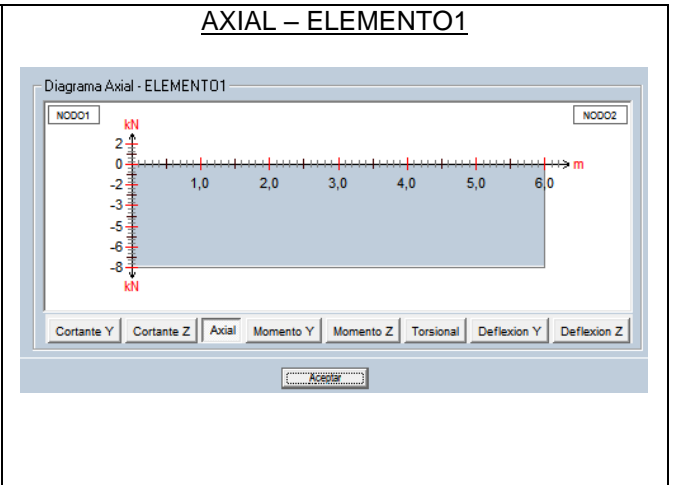 AXIAL – ELEMENTO1
Diagrama Axial - ELEMENTO1
NODO1
NODO2
kN
2
0
m
-2
1,0 2,0 3,0 4,0 5,0 6,0
-3
-5
-6
-8
kN
Cortante Y Cortante Z Axial Momento Y Momento Z Torsional Deflexion Y Deflexion Z
Aceptar